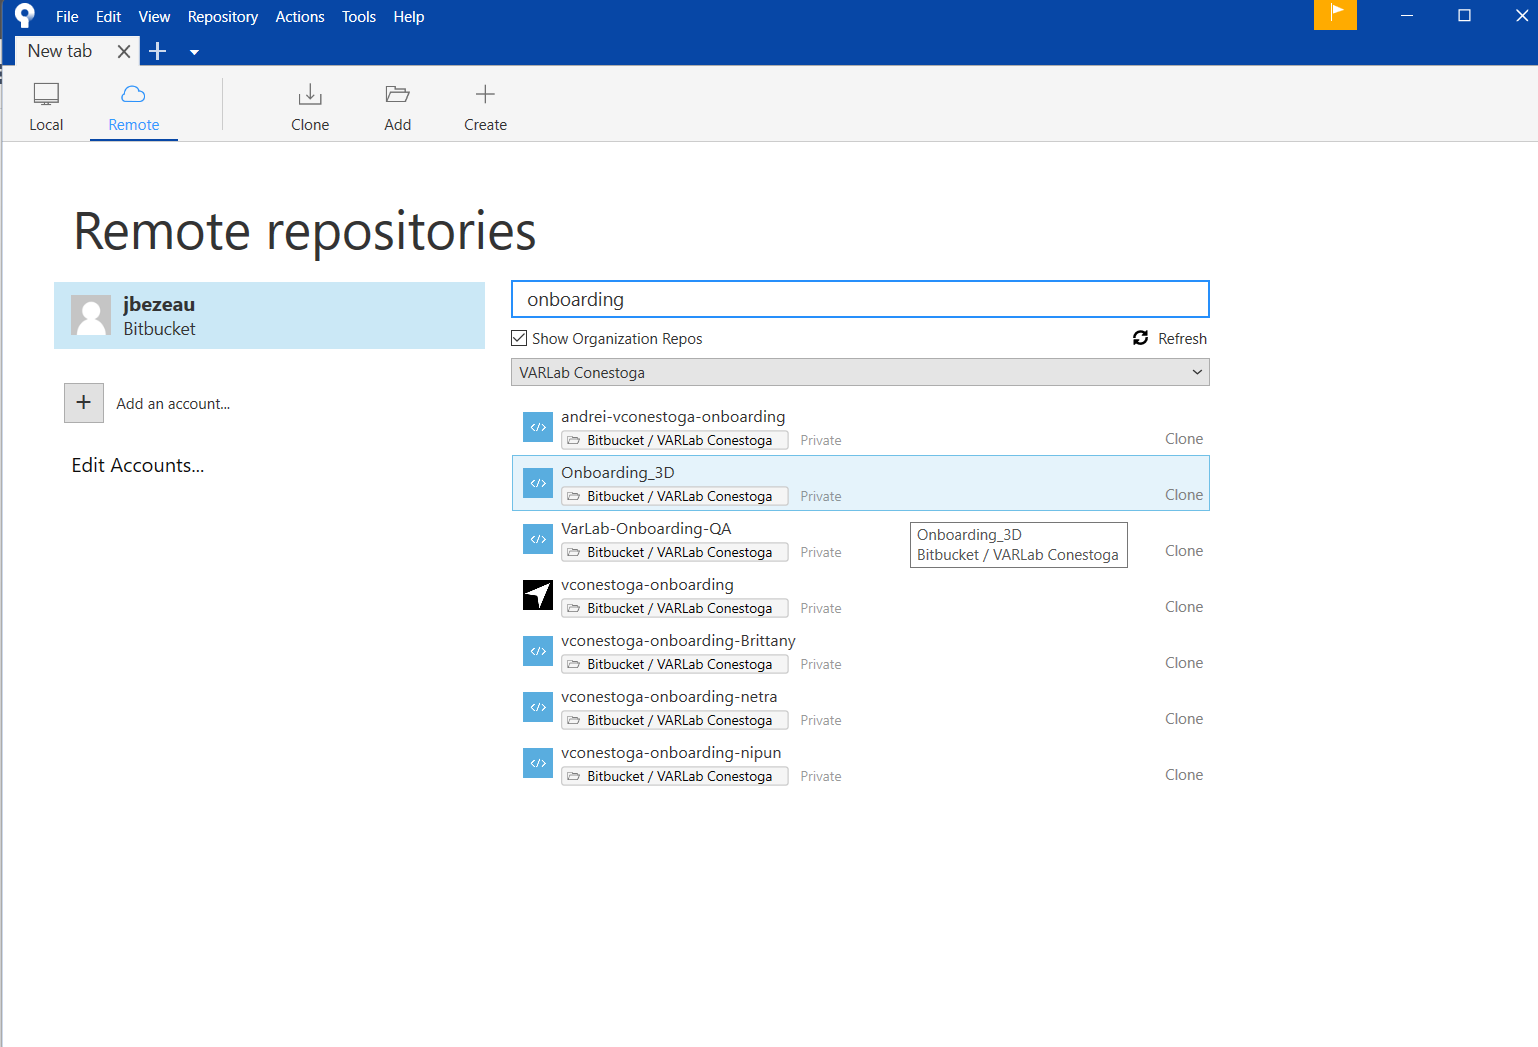 File Edit View Repository Actions Tools Help
New tab
Local Remote Clone Add Create
Remote repositories
jbezeau
Bitbucket
Add an account...
Edit Accounts...
onboarding
Show Organization Repos Refresh
VARLab Conestoga
andrei-vconestoga-onboarding
Bitbucket / VARLab Conestoga Private Clone
Onboarding_3D
Bitbucket / VARLab Conestoga Private Clone
VarLab-Onboarding-QA
Bitbucket / VARLab Conestoga Private Clone
Onboarding_3D
Bitbucket / VARLab Conestoga
vconestoga-onboarding
Bitbucket / VARLab Conestoga Private Clone
vconestoga-onboarding-Brittany
Bitbucket / VARLab Conestoga Private Clone
vconestoga-onboarding-netra
Bitbucket / VARLab Conestoga Private Clone
vconestoga-onboarding-nipun
Bitbucket / VARLab Conestoga Private Clone